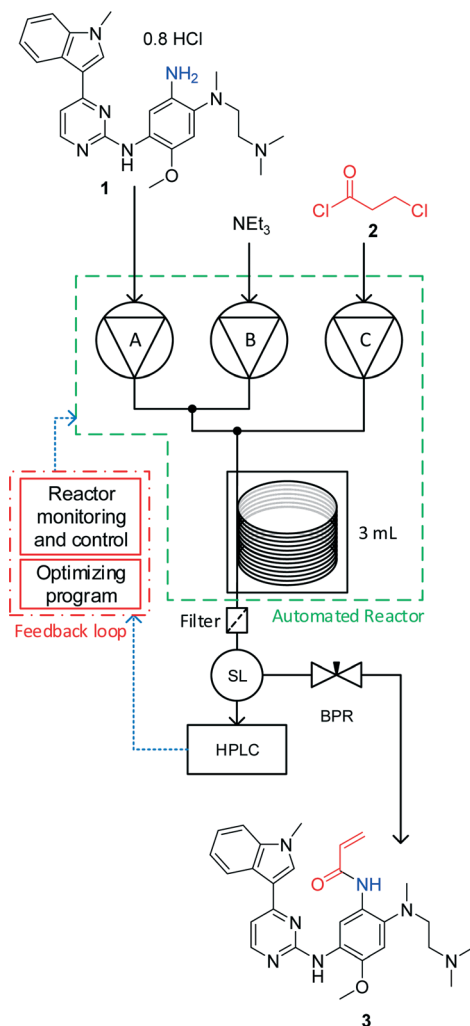 N
0.8 HCl
NH₂
N
N
N
N
N
H
O
1
O
Cl
Cl
2
NEt₃
A
B
C
Reactor
monitoring
and control
Optimizing
program
Feedback loop
3 mL
Automated Reactor
Filter
SL
BPR
HPLC
N
O
NH
N
N
N
N
N
H
O
3